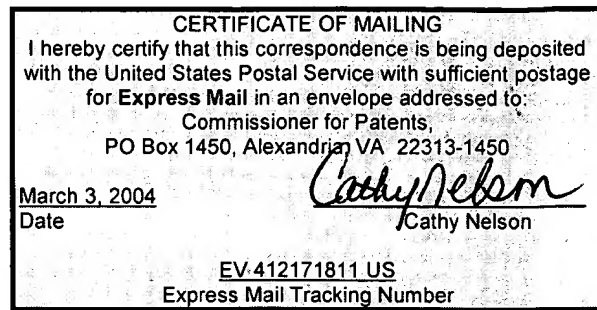 CERTIFICATE OF MAILING
I hereby certify that this correspondence is being deposited
with the United States Postal Service with sufficient postage
for Express Mail in an envelope addressed to:
Commissioner for Patents,
PO Box 1450, Alexandria, VA 22313-1450
March 3, 2004 Cathy Nelson
Date Cathy Nelson
EV 412171811 US
Express Mail Tracking Number